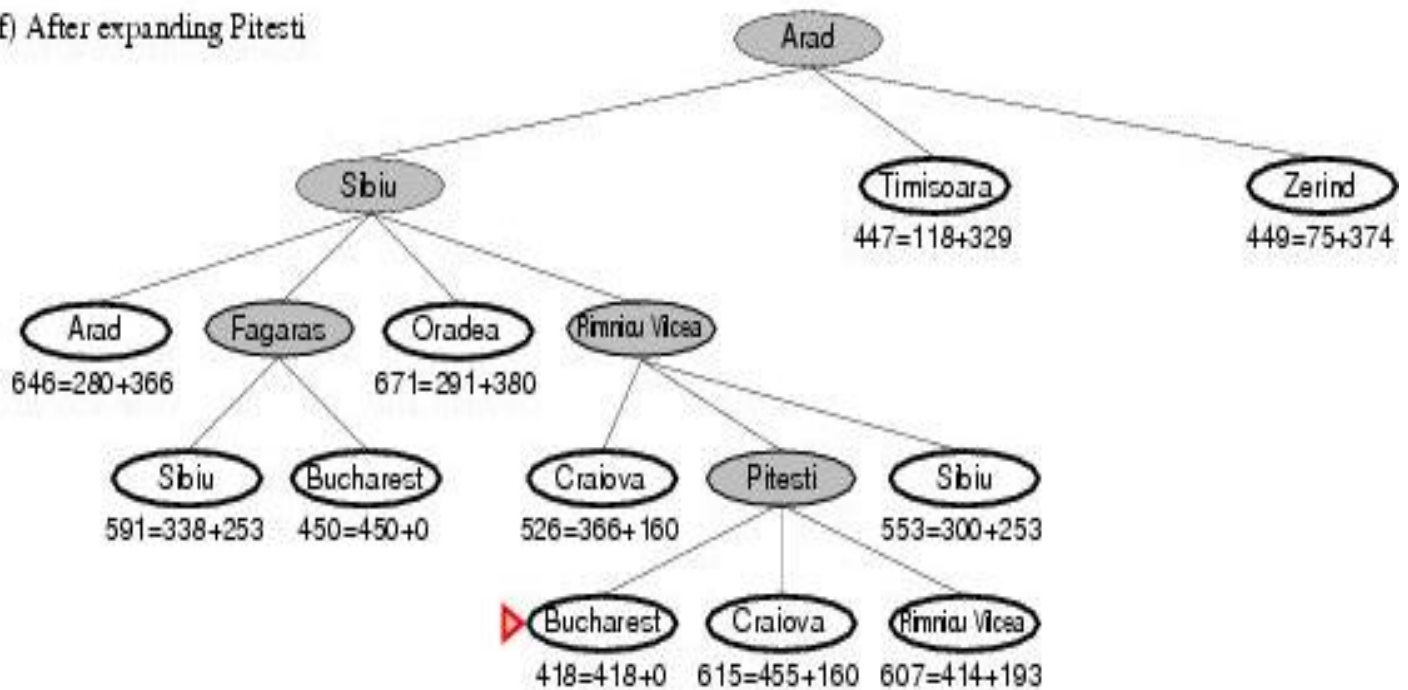 f) After expanding Pitesti
Arad
Sibiu
Timisoara
Zerind
447=118+329
449=75+374
Arad
Fagaras
Oradea
Rimnicu Vilcea
646=280+366
671=291+380
Sibiu
Bucharest
Craiova
Pitesti
Sibiu
591=338+253
450=450+0
526=366+160
553=300+253
Bucharest
Craiova
Rimnicu Vilcea
418=418+0
615=455+160
607=414+193